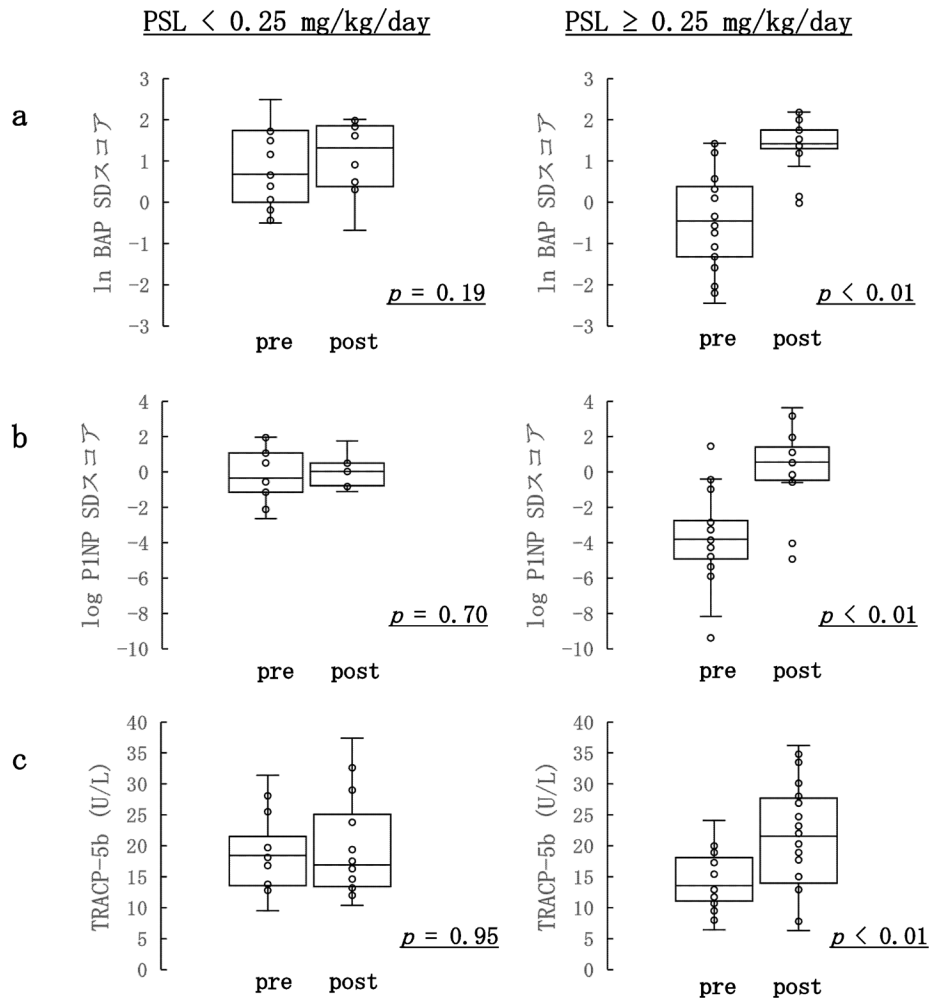 PSL < 0.25 mg/kg/day
PSL ≥ 0.25 mg/kg/day
a
ln BAP SDスコア
3
2
1
0
-1
-2
-3
pre
post
p = 0.19
ln BAP SDスコア
3
2
1
0
-1
-2
-3
pre
post
p < 0.01
b
log P1NP SDスコア
4
2
0
-2
-4
-6
-8
-10
pre
post
p = 0.70
log P1NP SDスコア
4
2
0
-2
-4
-6
-8
-10
pre
post
p < 0.01
c
TRACP-5b (U/L)
40
35
30
25
20
15
10
5
0
pre
post
p = 0.95
TRACP-5b (U/L)
40
35
30
25
20
15
10
5
0
pre
post
p < 0.01